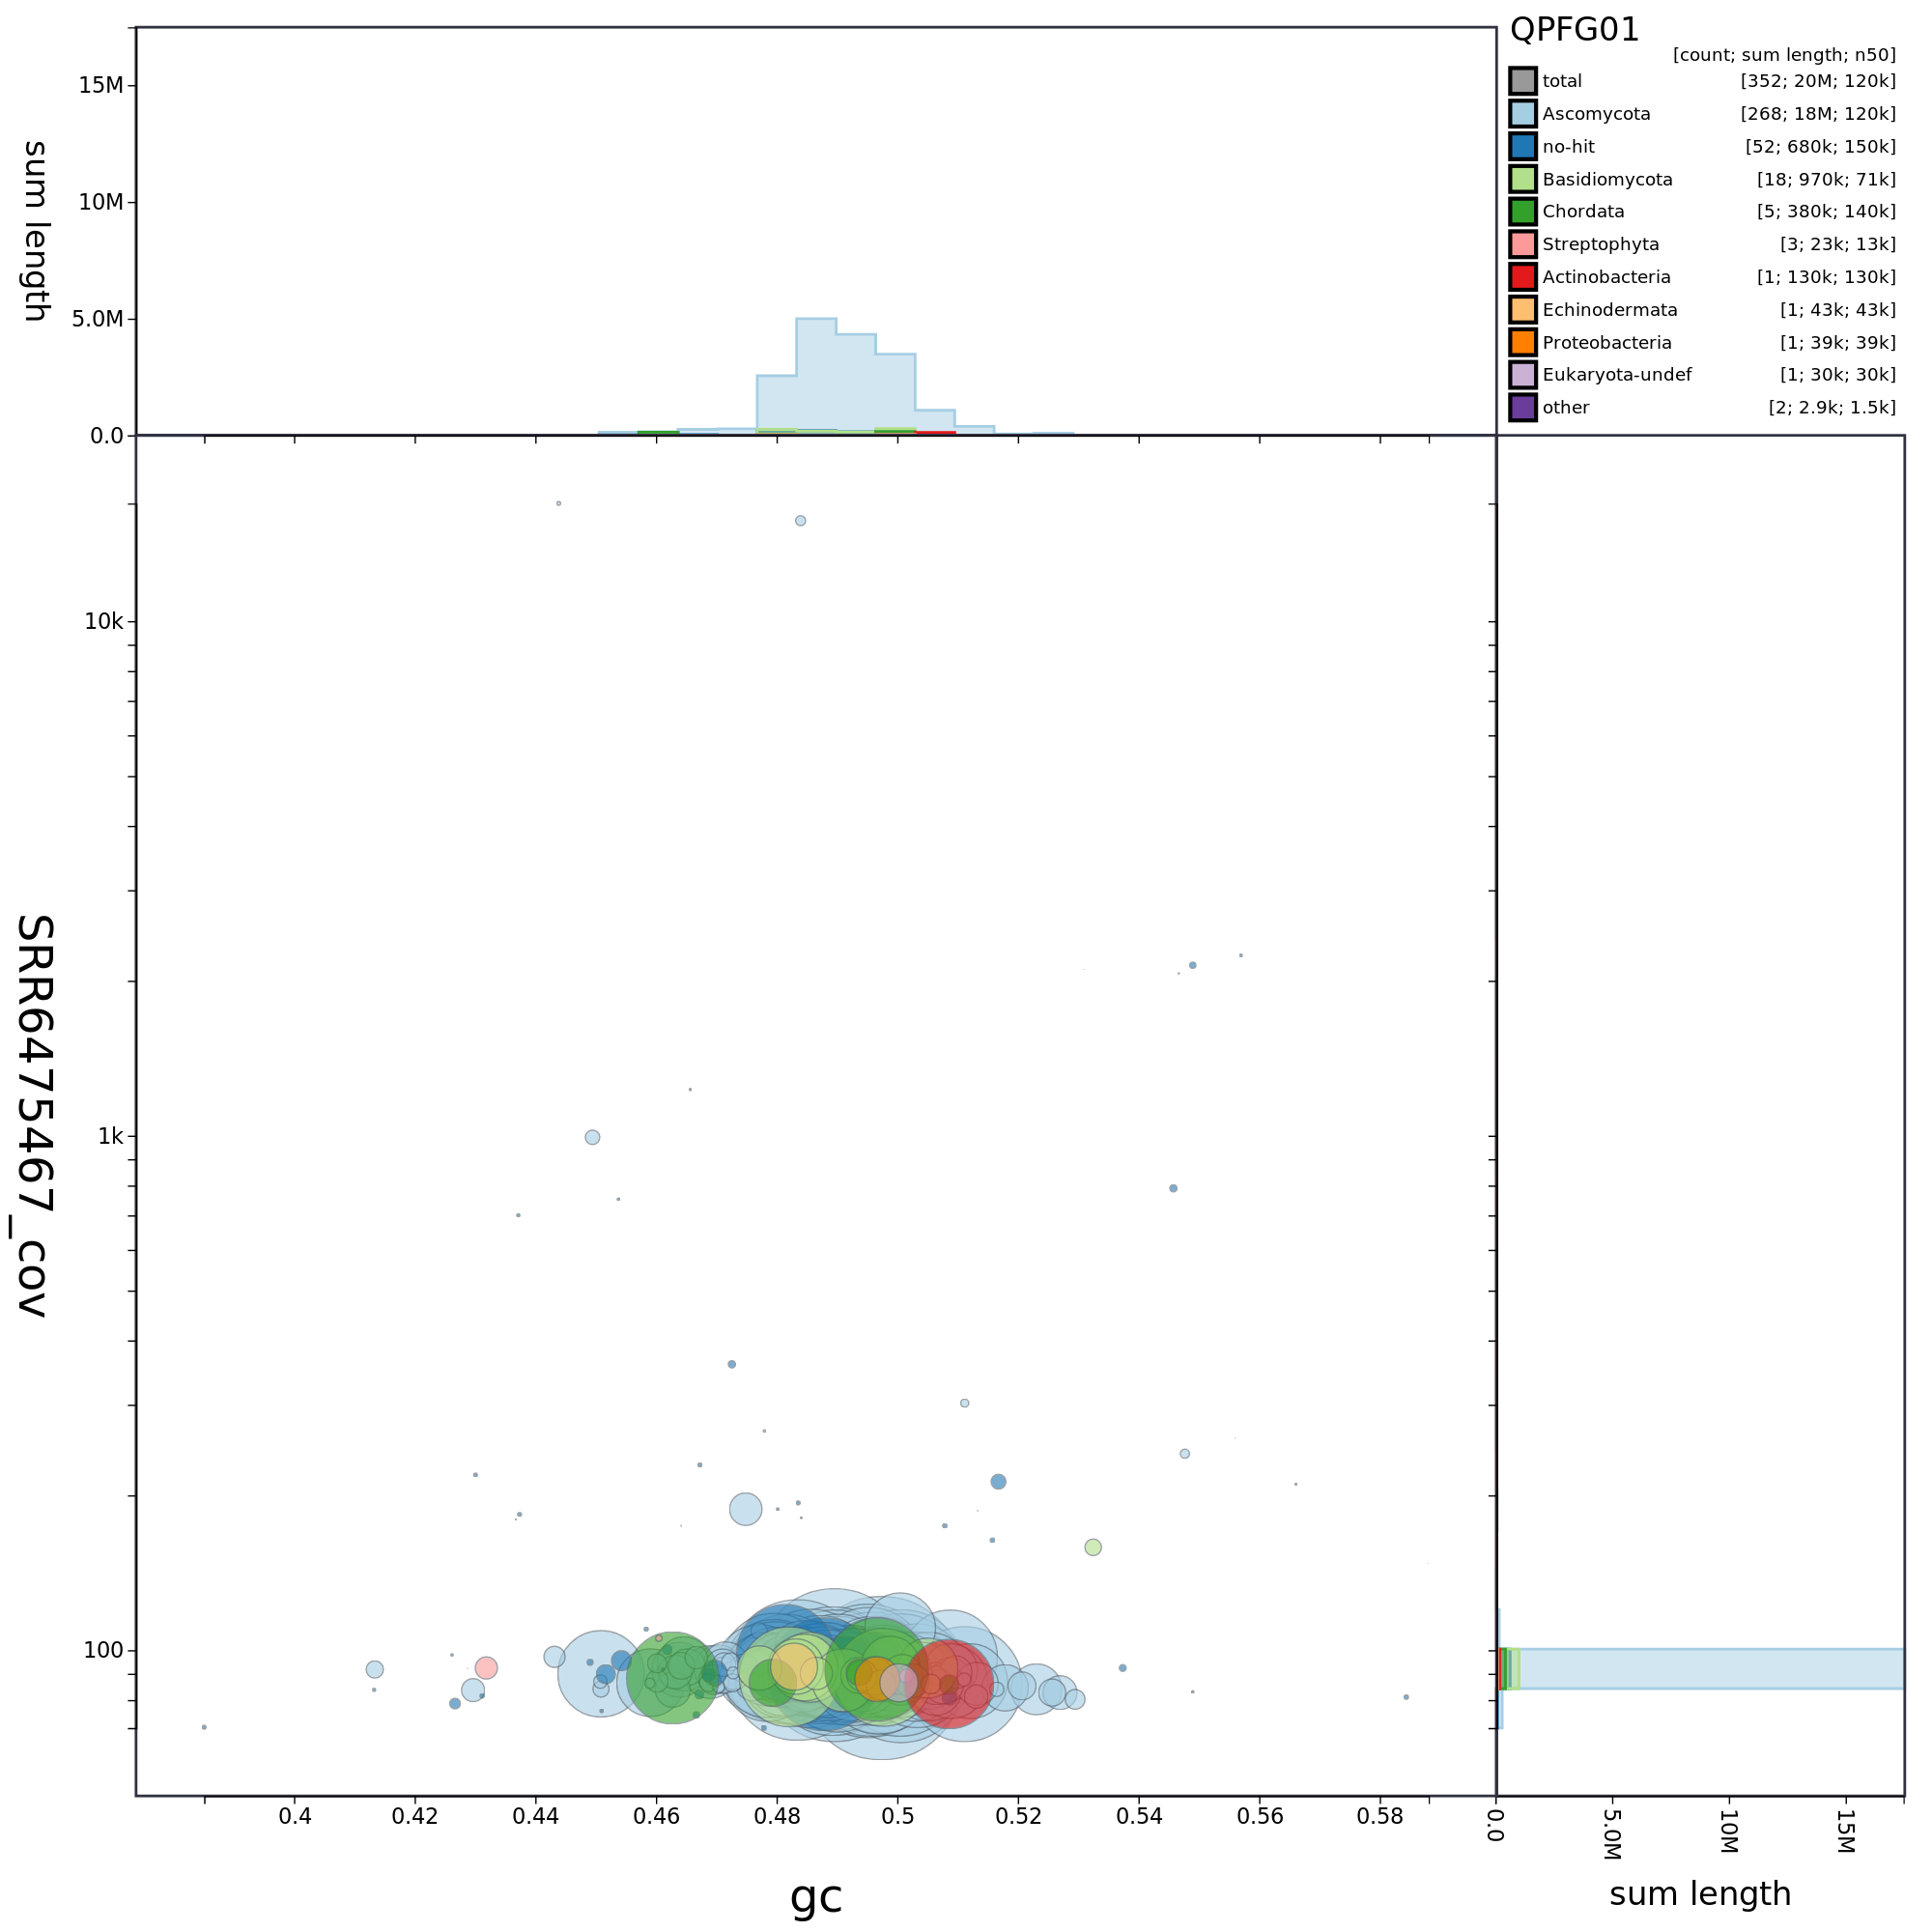 QPFG01
[count; sum length; n50]
total [352; 20M; 120k]
Ascomycota [268; 18M; 120k]
no-hit [52; 680k; 150k]
Basidiomycota [18; 970k; 71k]
Chordata [5; 380k; 140k]
Streptophyta [3; 23k; 13k]
Actinobacteria [1; 130k; 130k]
Echinodermata [1; 43k; 43k]
Proteobacteria [1; 39k; 39k]
Eukaryota-undef [1; 30k; 30k]
other [2; 2.9k; 1.5k]
sum length
15M
10M
5.0M
0.0
SRR6475467_cov
10k
1k
100
0.4 0.42 0.44 0.46 0.48 0.5 0.52 0.54 0.56 0.58
gc
0.0 5.0M 10M 15M
sum length